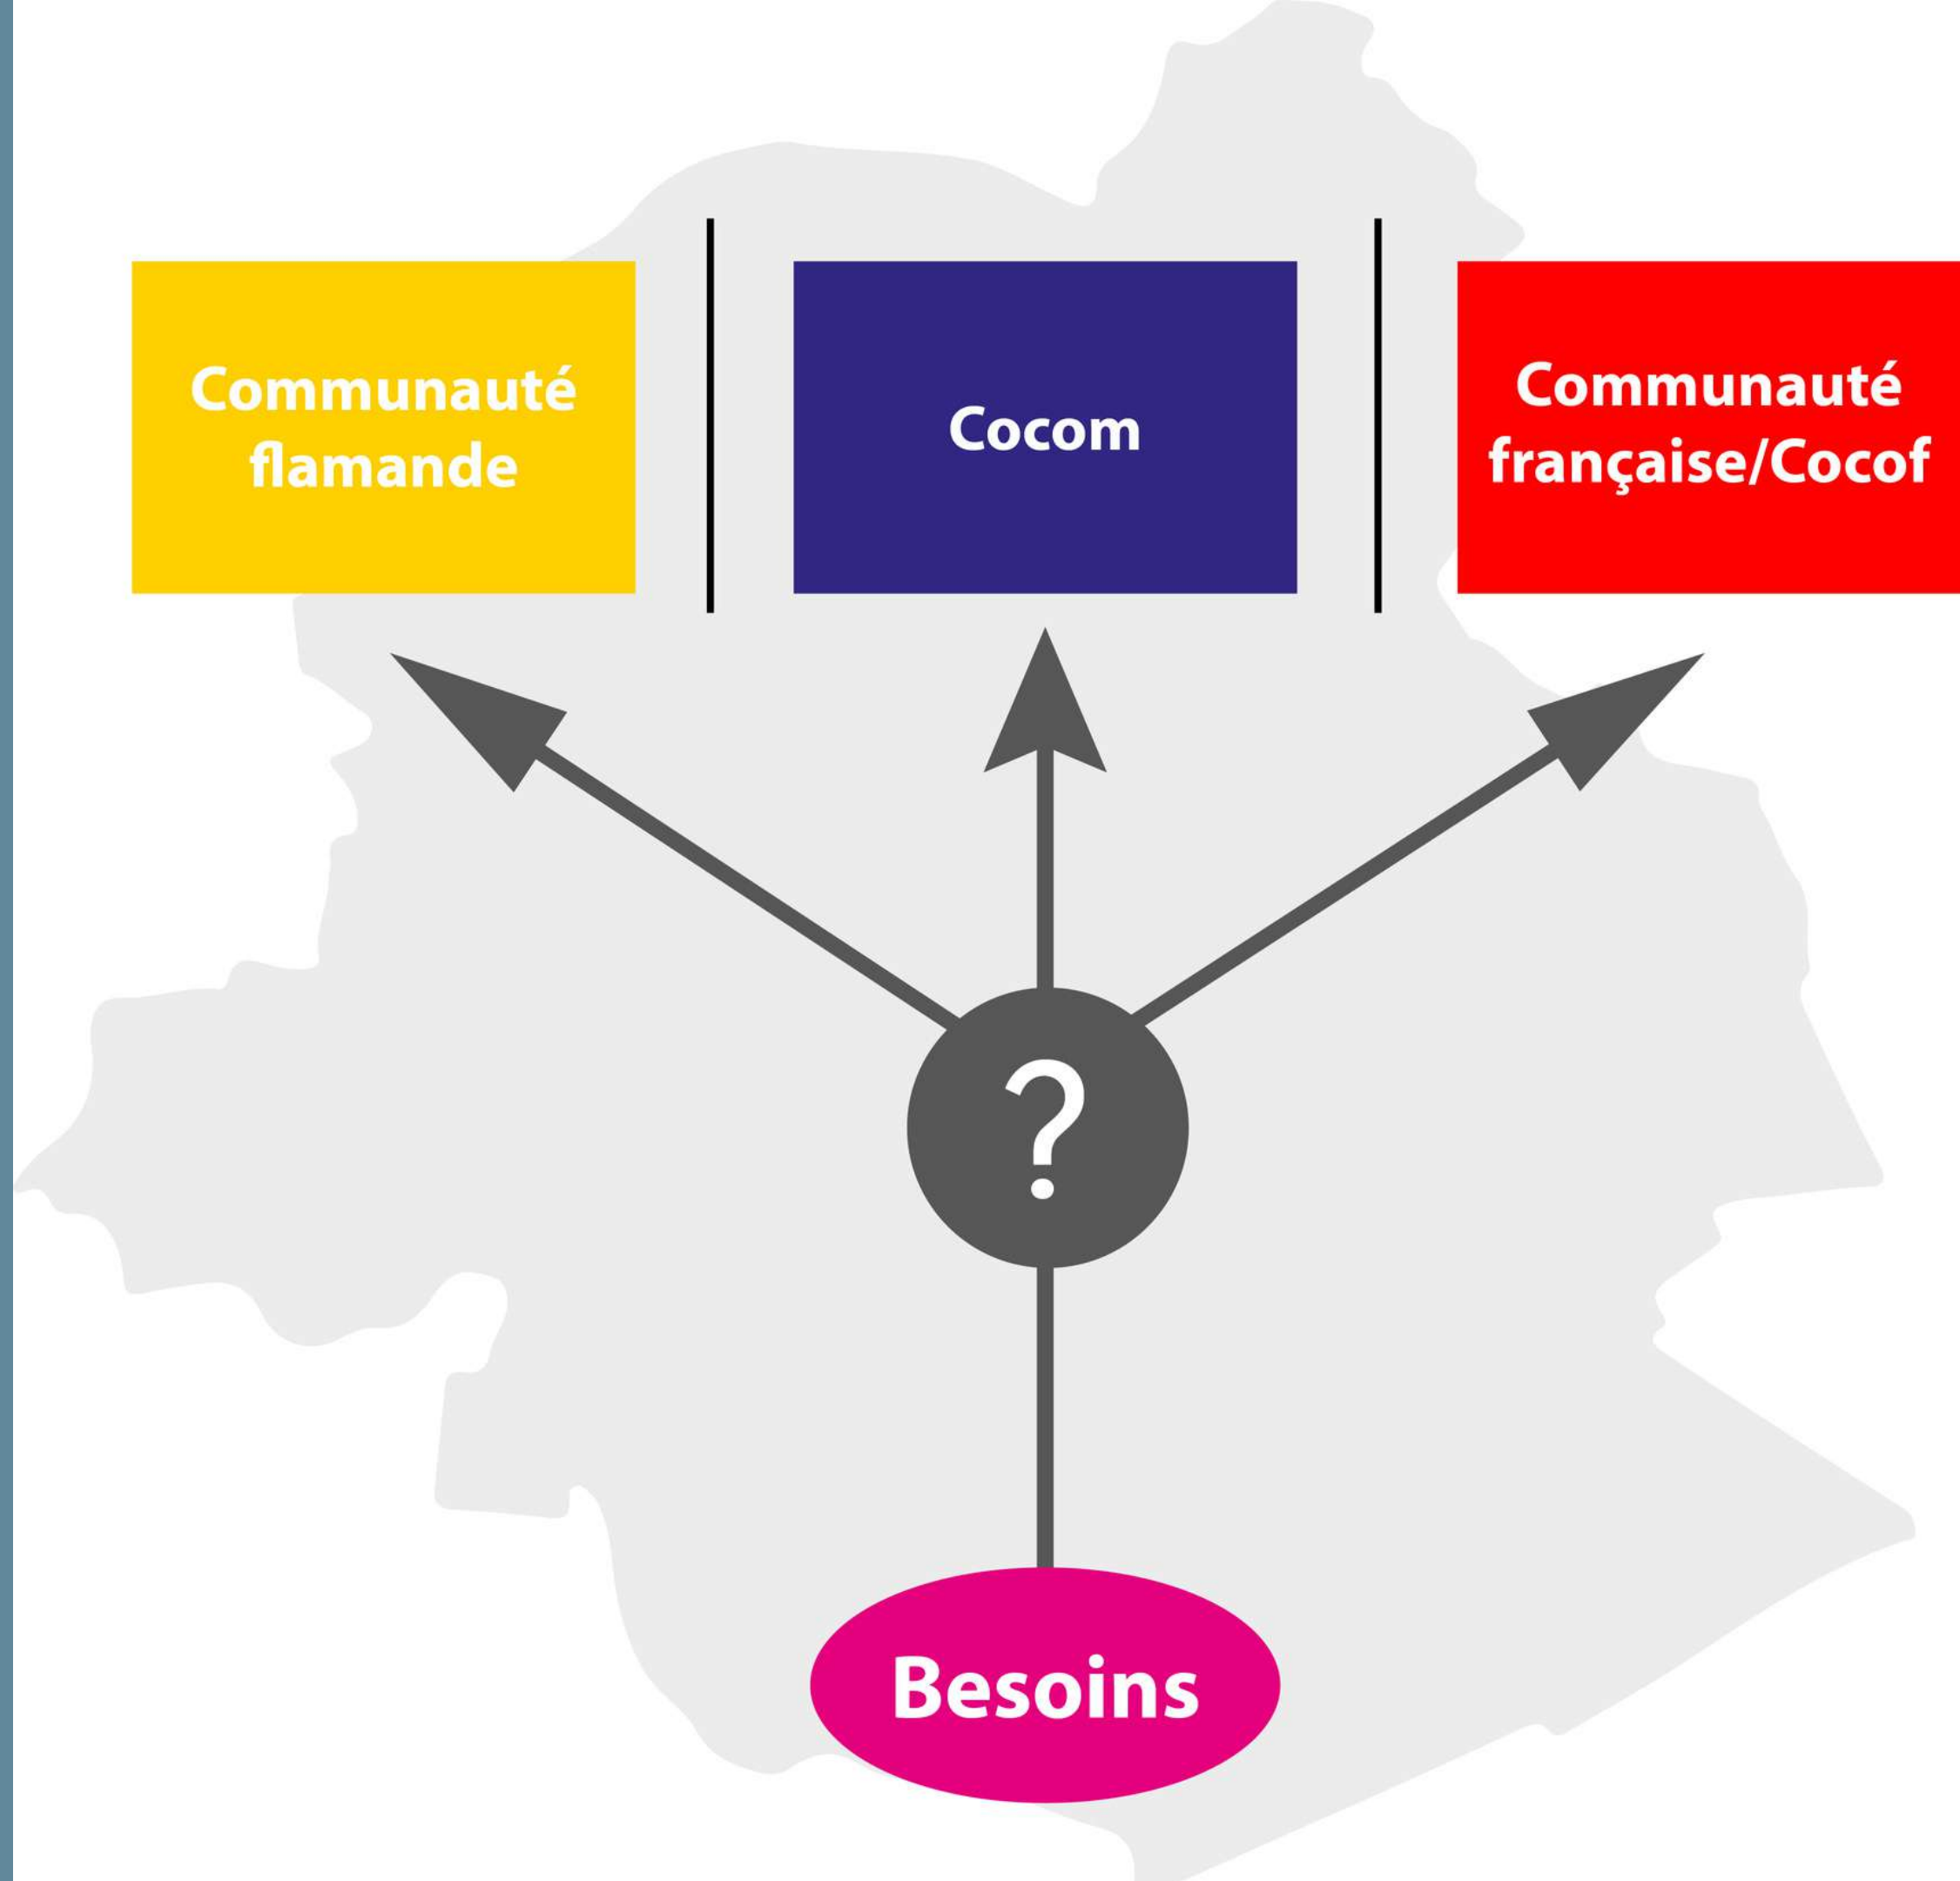 Communauté
flamande
Cocom
Communauté
française/Cocof
?
Besoins